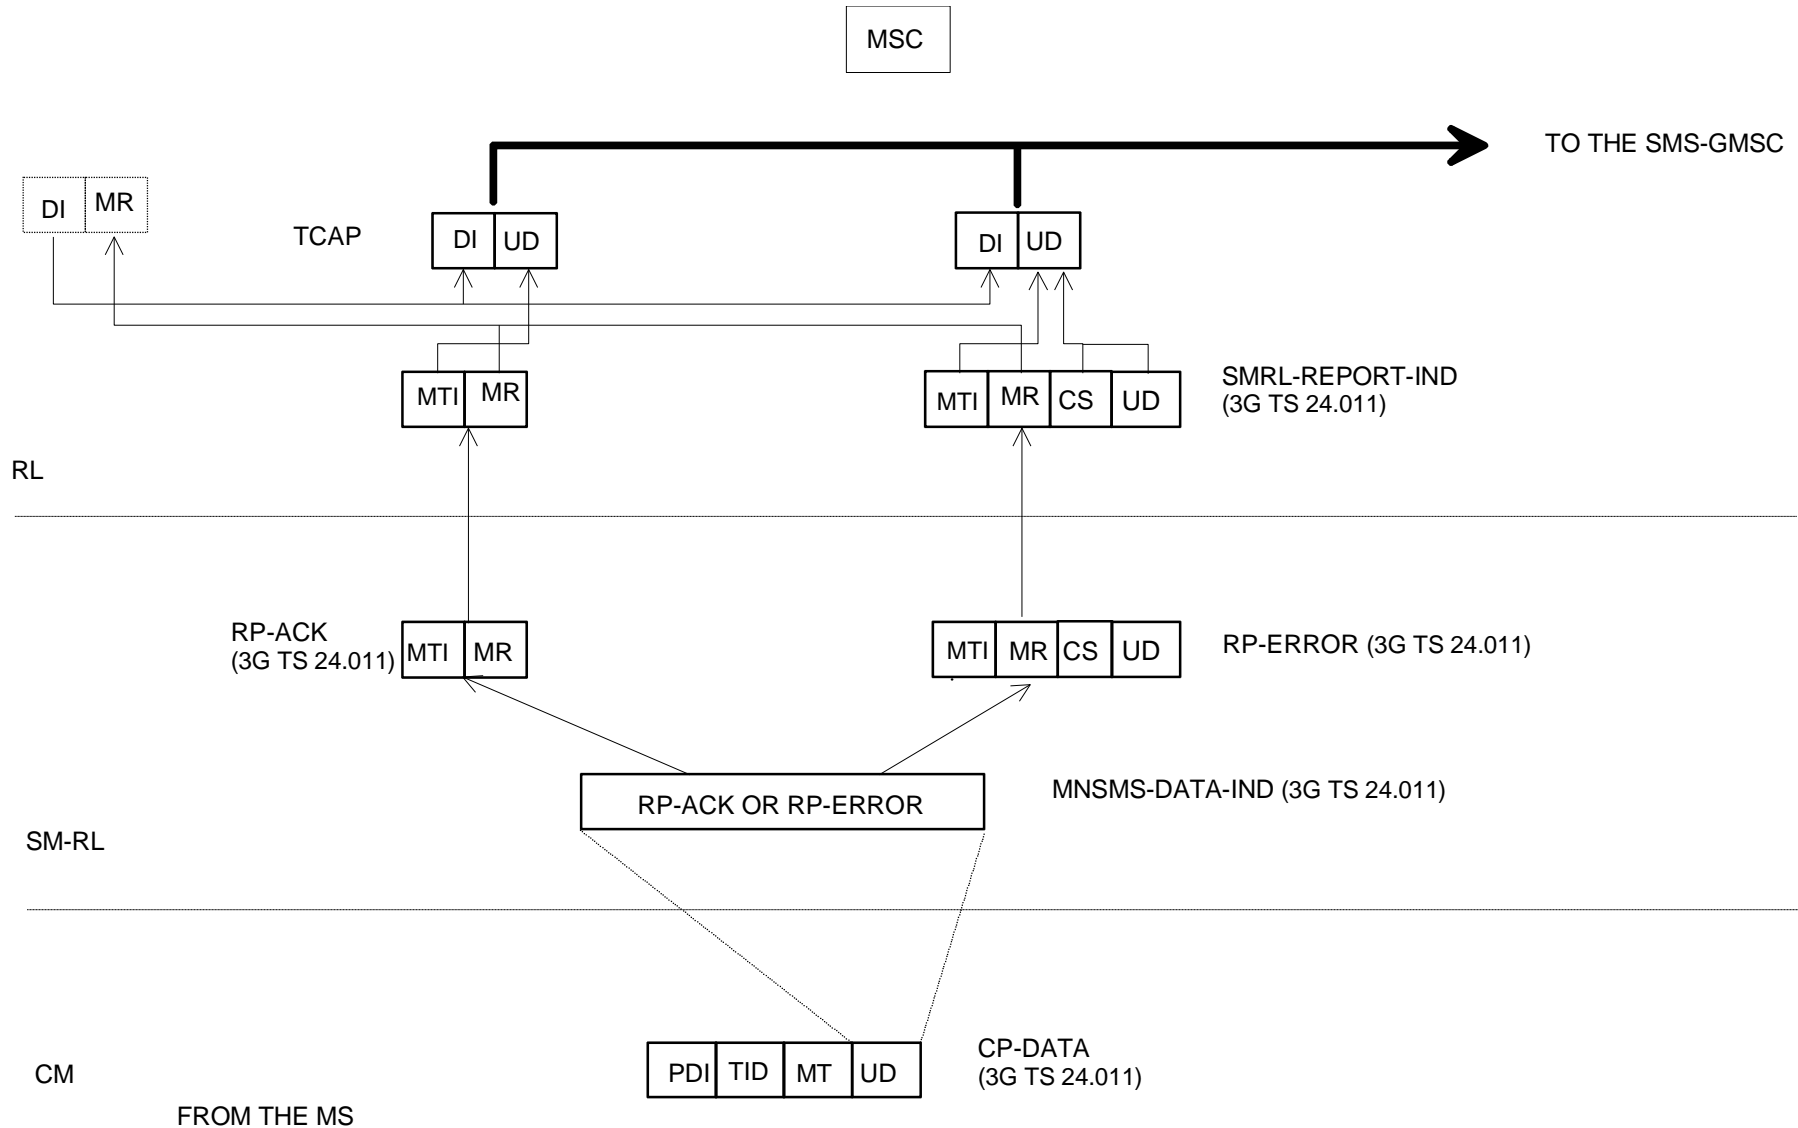 MSC
TO THE SMS-GMSC
DI MR
TCAP
DI UD
DI UD
MTI MR
MTI MR CS UD
SMRL-REPORT-IND
(3G TS 24.011)
RL
RP-ACK
(3G TS 24.011)
MTI MR
MTI MR CS UD
RP-ERROR (3G TS 24.011)
RP-ACK OR RP-ERROR
MNSMS-DATA-IND (3G TS 24.011)
SM-RL
CM
PDI TID MT UD
CP-DATA
(3G TS 24.011)
FROM THE MS